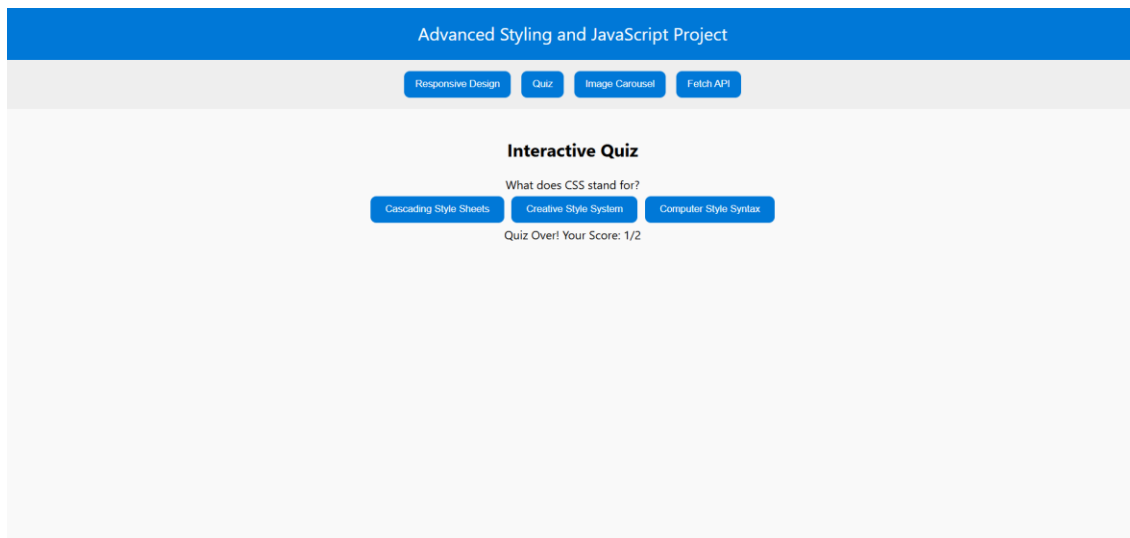 Advanced Styling and JavaScript Project
Responsive Design Quiz Image Carousel Fetch API
Interactive Quiz
What does CSS stand for?
Cascading Style Sheets Creative Style System Computer Style Syntax
Quiz Over! Your Score: 1/2